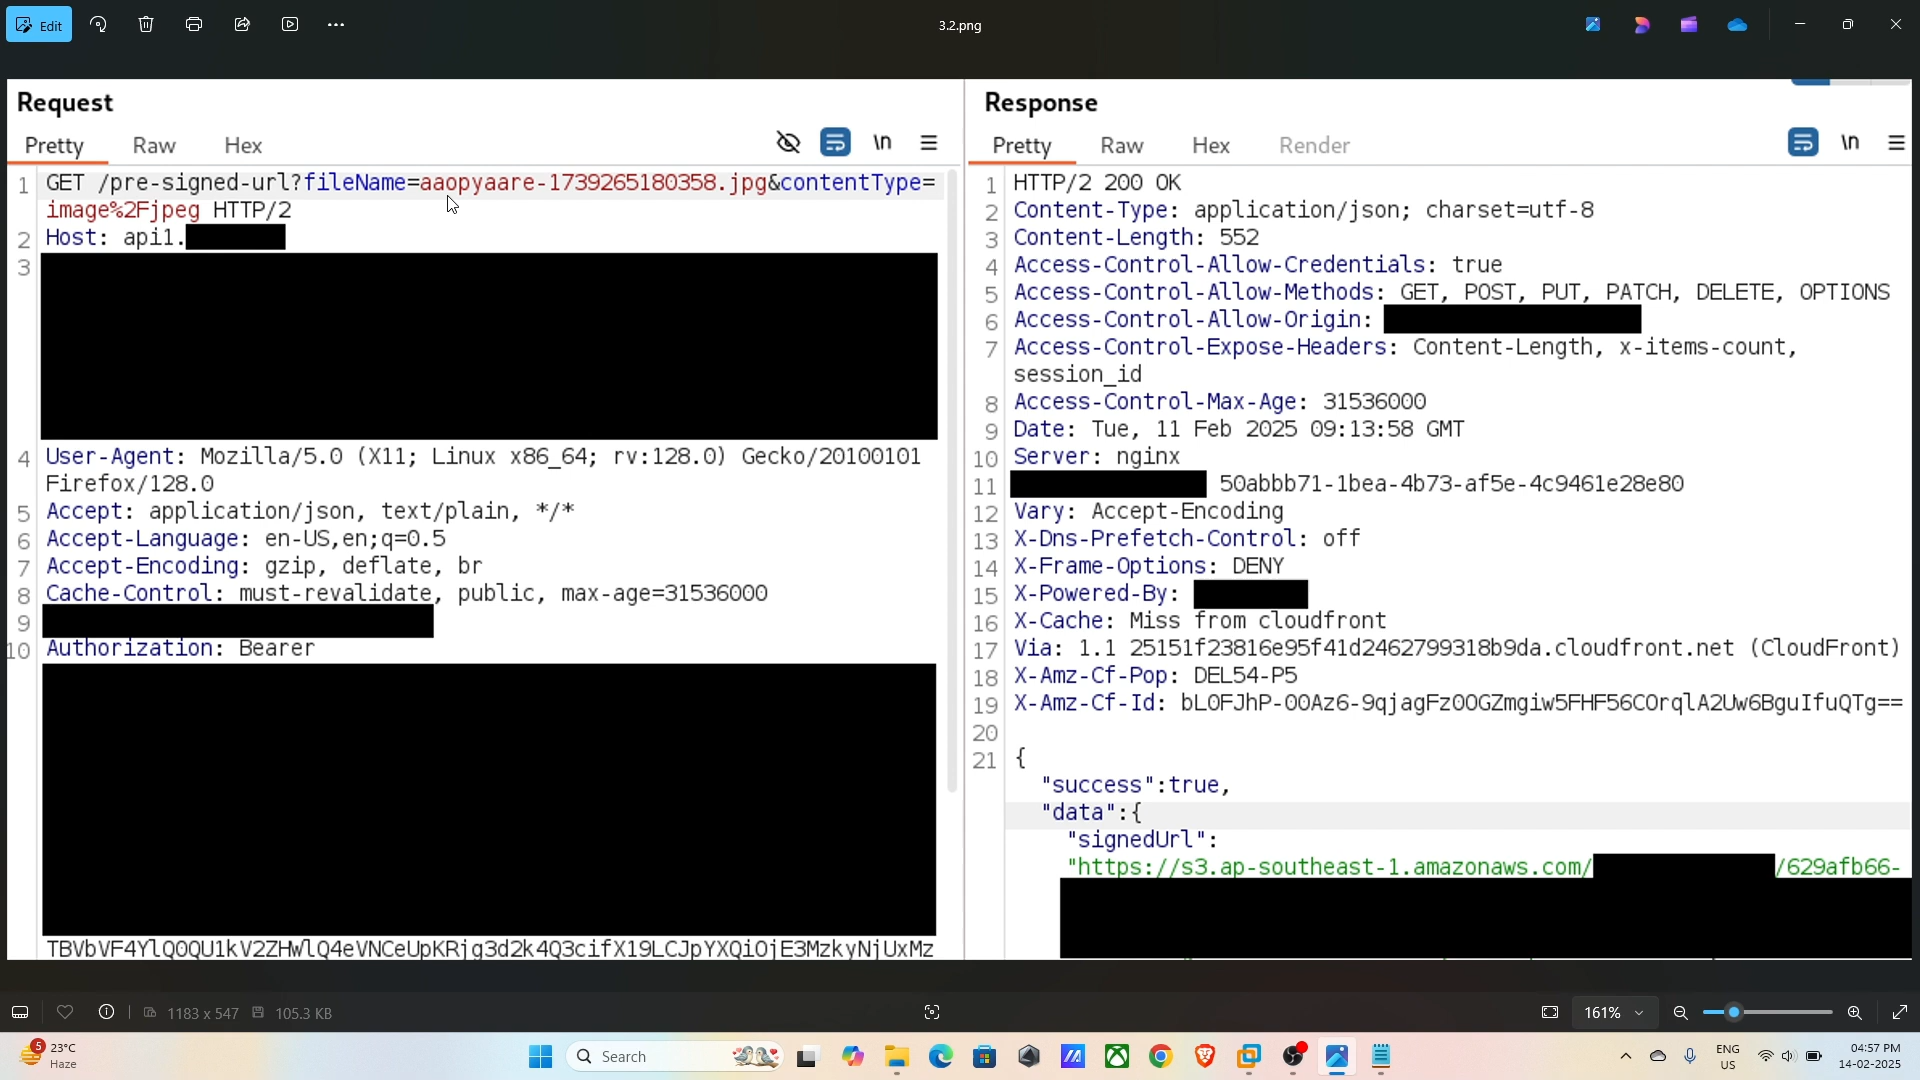 Edit
3.2.png
Request
Response
Pretty
Raw
Hex
\n
Pretty
Raw
Hex
Render
\n
1 GET /pre-signed-url?fileName=aaopyaare-1739265180358.jpg&contentType=
image%2Fjpeg HTTP/2
2 Host: api1.
3
4 User-Agent: Mozilla/5.0 (X11; Linux x86_64; rv:128.0) Gecko/20100101
Firefox/128.0
5 Accept: application/json, text/plain, */*
6 Accept-Language: en-US,en;q=0.5
7 Accept-Encoding: gzip, deflate, br
8 Cache-Control: must-revalidate, public, max-age=31536000
9
10 Authorization: Bearer
TBVbVF4YlQ0QU1kV2ZHWlQ4eVNCeUpKRjg3d2k4Q3cifX19LCJpYXQiOjE3MzkyNjUxMz
1 HTTP/2 200 OK
2 Content-Type: application/json; charset=utf-8
3 Content-Length: 552
4 Access-Control-Allow-Credentials: true
5 Access-Control-Allow-Methods: GET, POST, PUT, PATCH, DELETE, OPTIONS
6 Access-Control-Allow-Origin:
7 Access-Control-Expose-Headers: Content-Length, x-items-count,
session_id
8 Access-Control-Max-Age: 31536000
9 Date: Tue, 11 Feb 2025 09:13:58 GMT
10 Server: nginx
11 50abbb71-1bea-4b73-af5e-4c9461e28e80
12 Vary: Accept-Encoding
13 X-Dns-Prefetch-Control: off
14 X-Frame-Options: DENY
15 X-Powered-By:
16 X-Cache: Miss from cloudfront
17 Via: 1.1 25151f23816e95f41d2462799318b9da.cloudfront.net (CloudFront)
18 X-Amz-Cf-Pop: DEL54-P5
19 X-Amz-Cf-Id: bL0FJhP-00Az6-9qjagFz0OGZmgiw5FHF56COrqlA2Uw6BguIfuQTg==
20
21 {
"success":true,
"data":{
"signedUrl":
"https://s3.ap-southeast-1.amazonaws.com/ /629afb66-
1183 x 547
105.3 KB
161%
5
23°C
Haze
Search
ENG
US
04:57 PM
14-02-2025